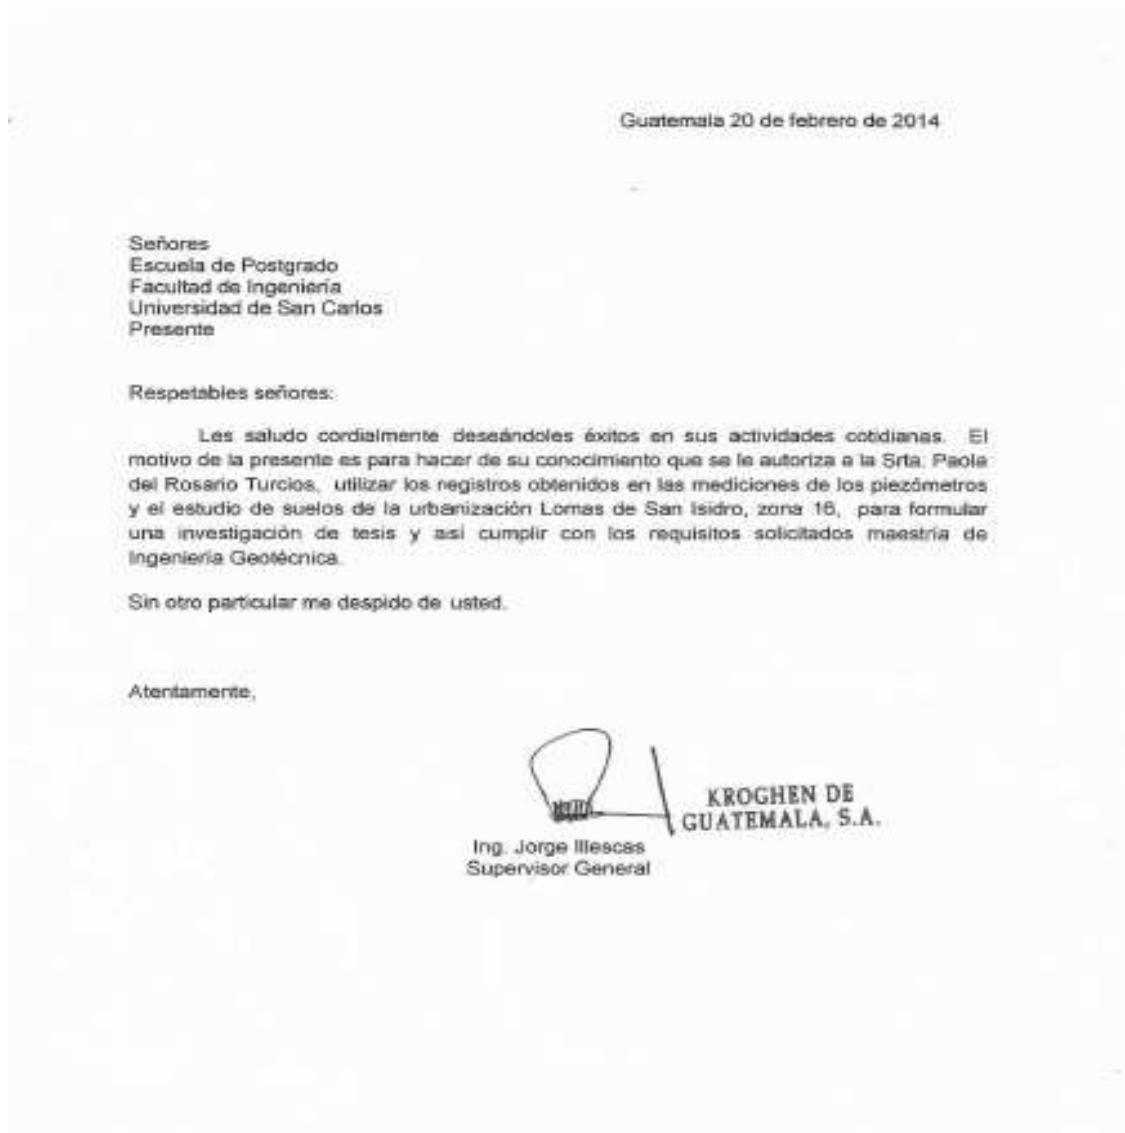 Guatemala 20 de febrero de 2014
Señores
Escuela de Postgrado
Facultad de Ingeniería
Universidad de San Carlos
Presente
Respetables señores:
Les saludo cordialmente deseándoles éxitos en sus actividades cotidianas. El
motivo de la presente es para hacer de su conocimiento que se le autoriza a la Srta. Paola
del Rosario Turcios, utilizar los registros obtenidos en las mediciones de los piezómetros
y el estudio de suelos de la urbanización Lomas de San Isidro, zona 16, para formular
una investigación de tesis y así cumplir con los requisitos solicitados maestría de
Ingeniería Geotécnica.
Sin otro particular me despido de usted.
Atentamente,
KROGHEN DE
GUATEMALA, S.A.
Ing. Jorge Illescas
Supervisor General